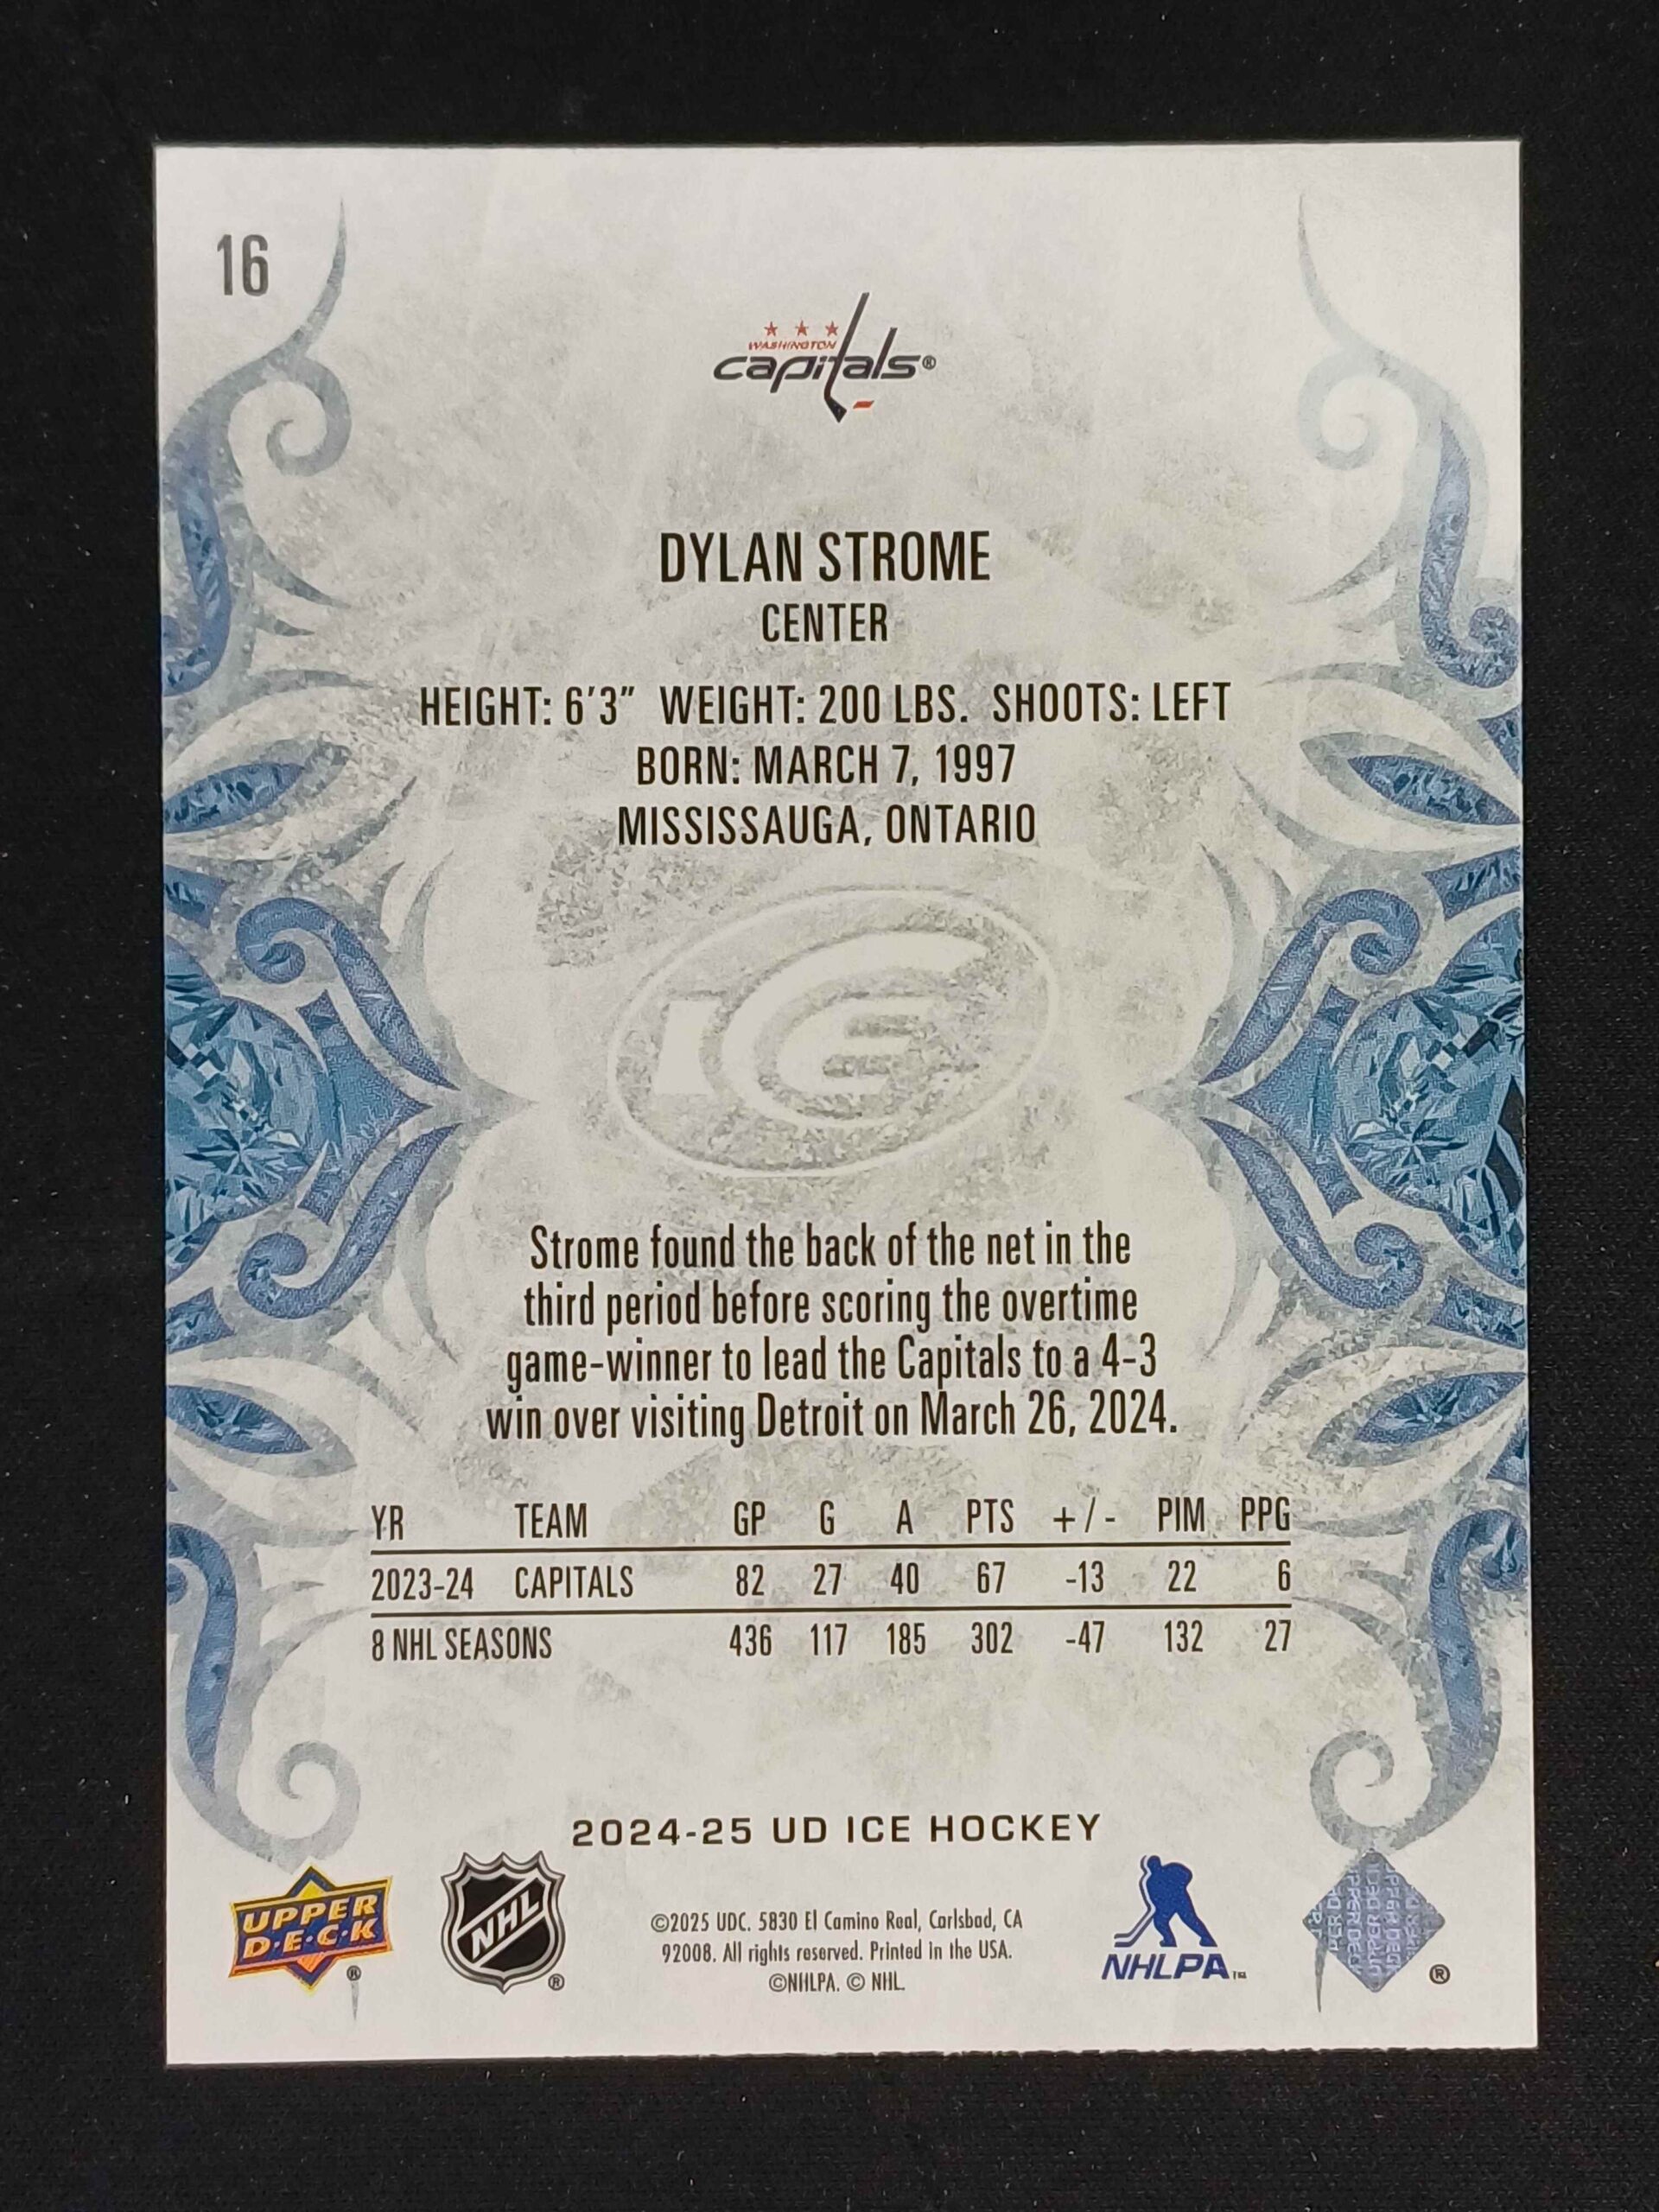 16
WASHINGTON
capitals®
DYLAN STROME
CENTER
HEIGHT: 6'3" WEIGHT: 200 LBS. SHOOTS: LEFT
BORN: MARCH 7, 1997
MISSISSAUGA, ONTARIO
ICE
Strome found the back of the net in the
third period before scoring the overtime
game-winner to lead the Capitals to a 4-3
win over visiting Detroit on March 26, 2024.
YR TEAM GP G A PTS +/- PIM PPG
2023-24 CAPITALS 82 27 40 67 -13 22 6
8 NHL SEASONS 436 117 185 302 -47 132 27
2024-25 UD ICE HOCKEY
UPPER
D·E·C·K
®
NHL
®
©2025 UDC. 5830 El Camino Real, Carlsbad, CA
92008. All rights reserved. Printed in the USA.
©NHLPA. © NHL.
NHLPA™
®